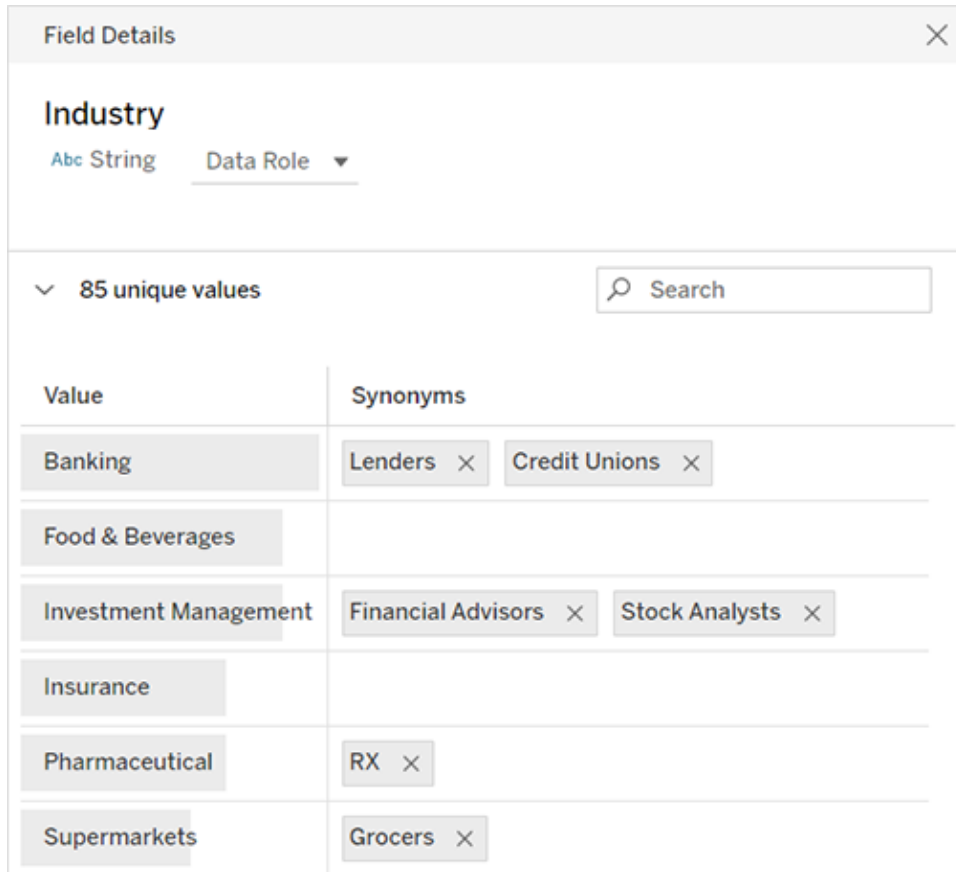 Field Details
Industry
Abc String Data Role
85 unique values Search
Value Synonyms
Banking Lenders Credit Unions
Food & Beverages
Investment Management Financial Advisors Stock Analysts
Insurance
Pharmaceutical RX
Supermarkets Grocers